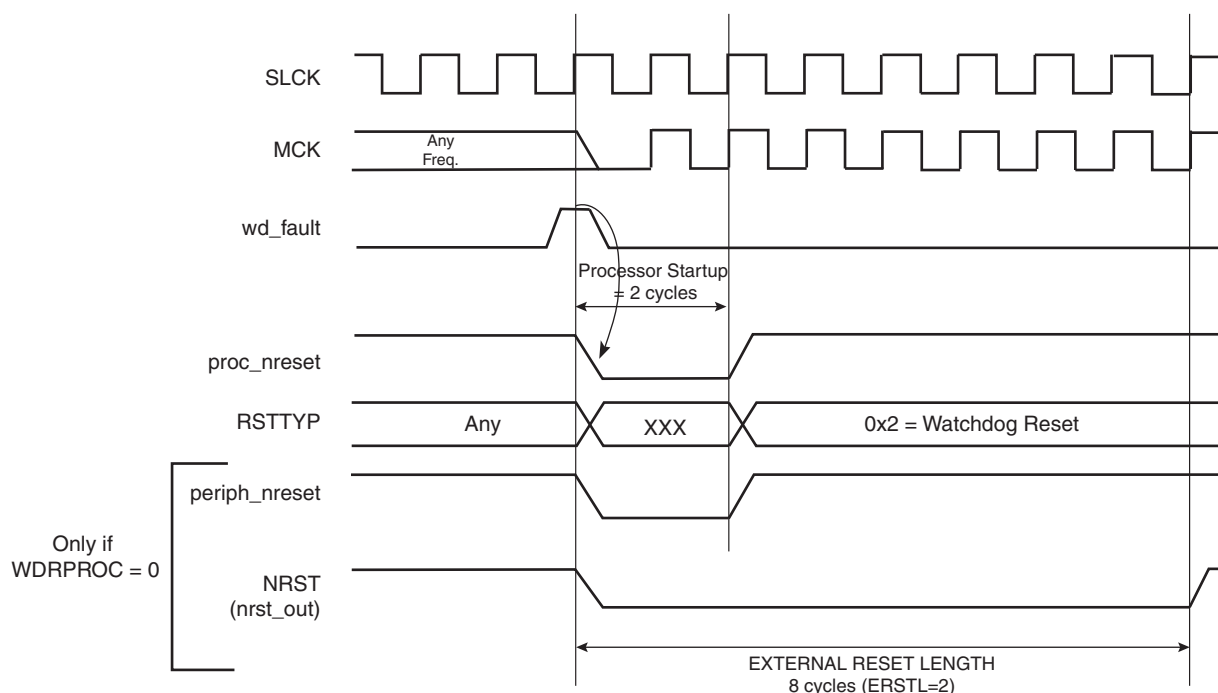 SLCK
MCK
Any
Freq.
wd_fault
Processor Startup
= 2 cycles
proc_nreset
RSTTYP
Any
XXX
0x2 = Watchdog Reset
periph_nreset
Only if
WDRPROC = 0
NRST
(nrst_out)
EXTERNAL RESET LENGTH
8 cycles (ERSTL=2)